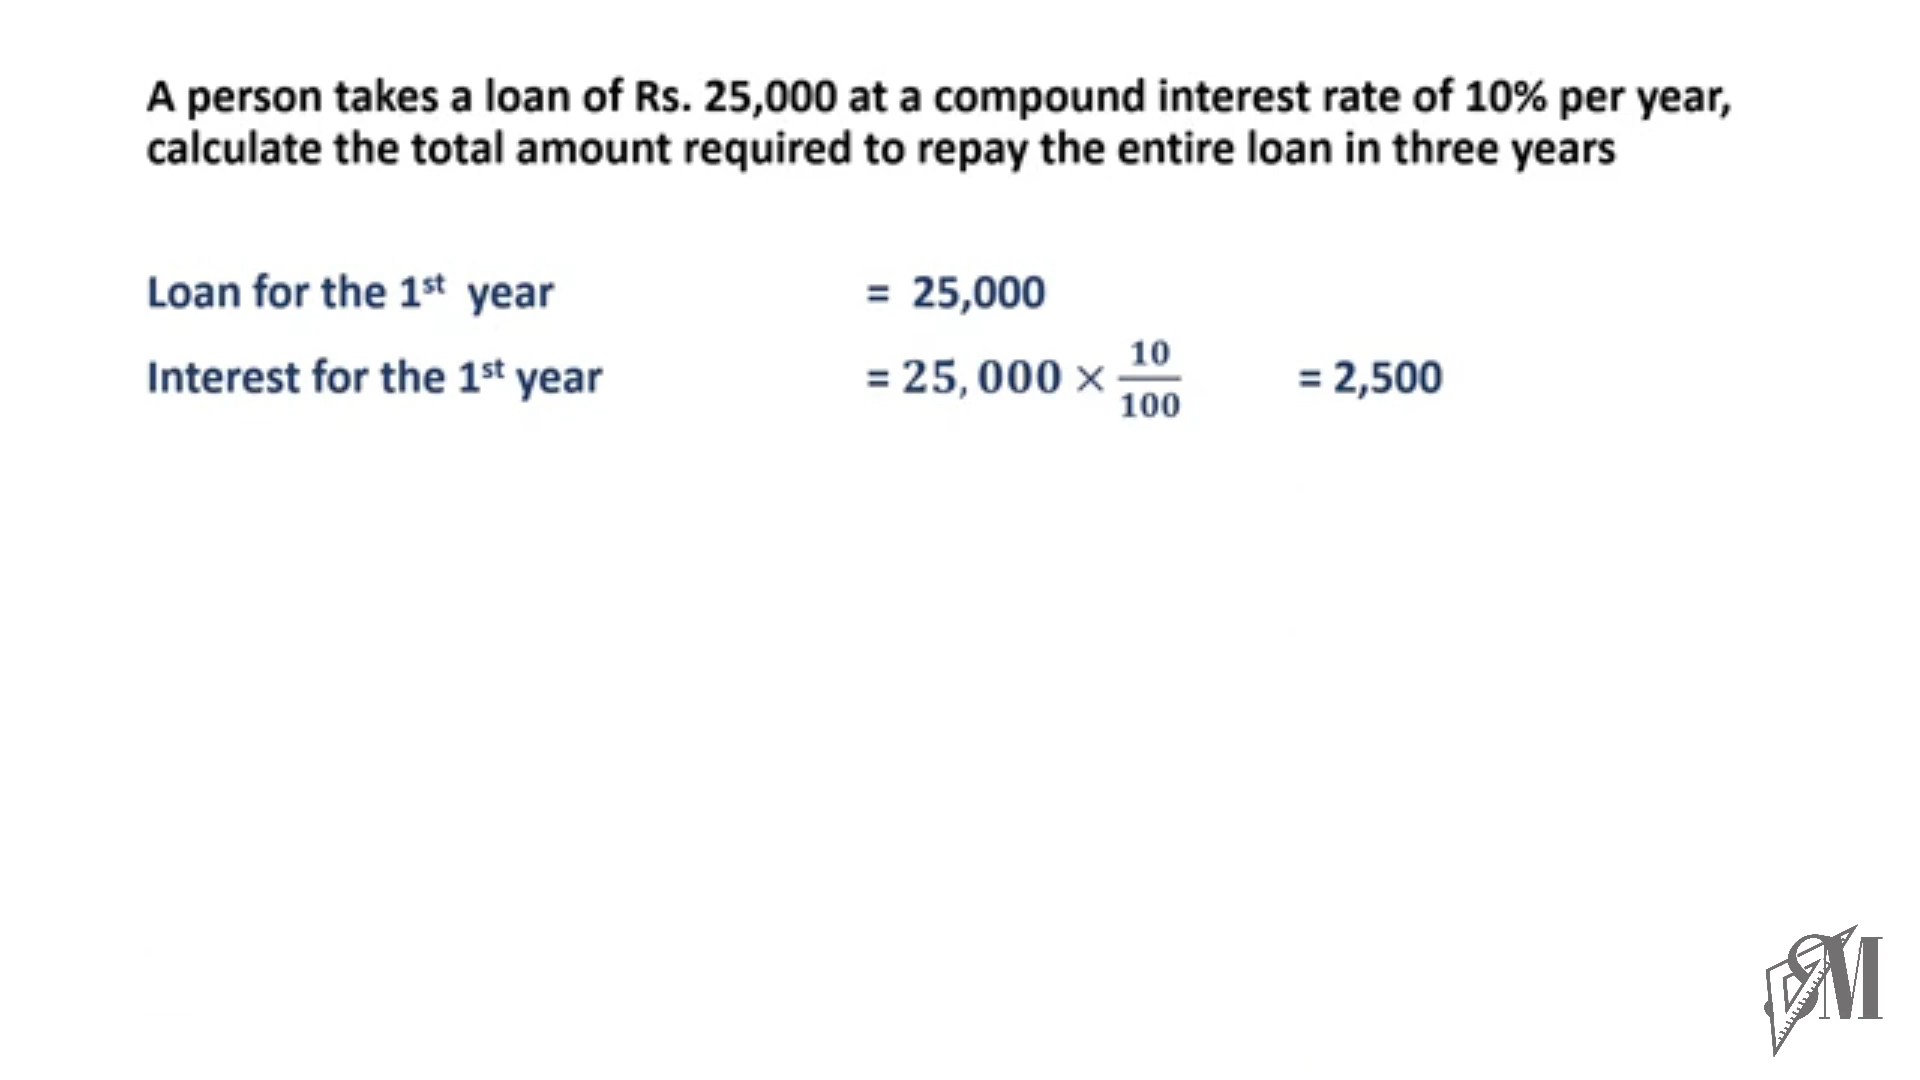 A person takes a loan of Rs. 25,000 at a compound interest rate of 10% per year,
calculate the total amount required to repay the entire loan in three years
Loan for the 1st year = 25,000
Interest for the 1st year = 25,000 × 10/100 = 2,500
SM